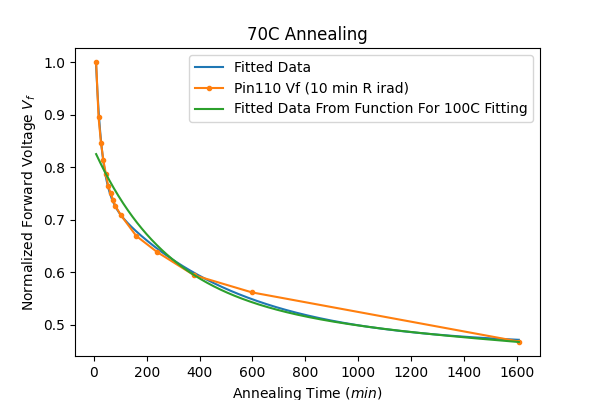 70C Annealing
Fitted Data
Pin110 Vf (10 min R irad)
Fitted Data From Function For 100C Fitting
Normalized Forward Voltage V_f
1.0
0.9
0.8
0.7
0.6
0.5
0 200 400 600 800 1000 1200 1400 1600
Annealing Time (min)